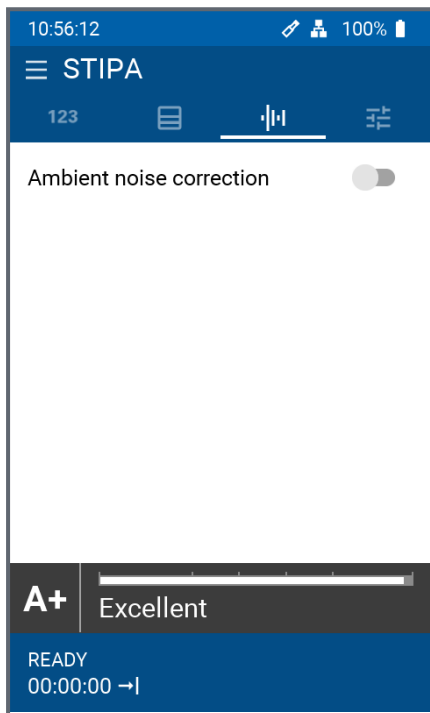 10:56:12 100%
STIPA
123
Ambient noise correction
A+
Excellent
READY
00:00:00